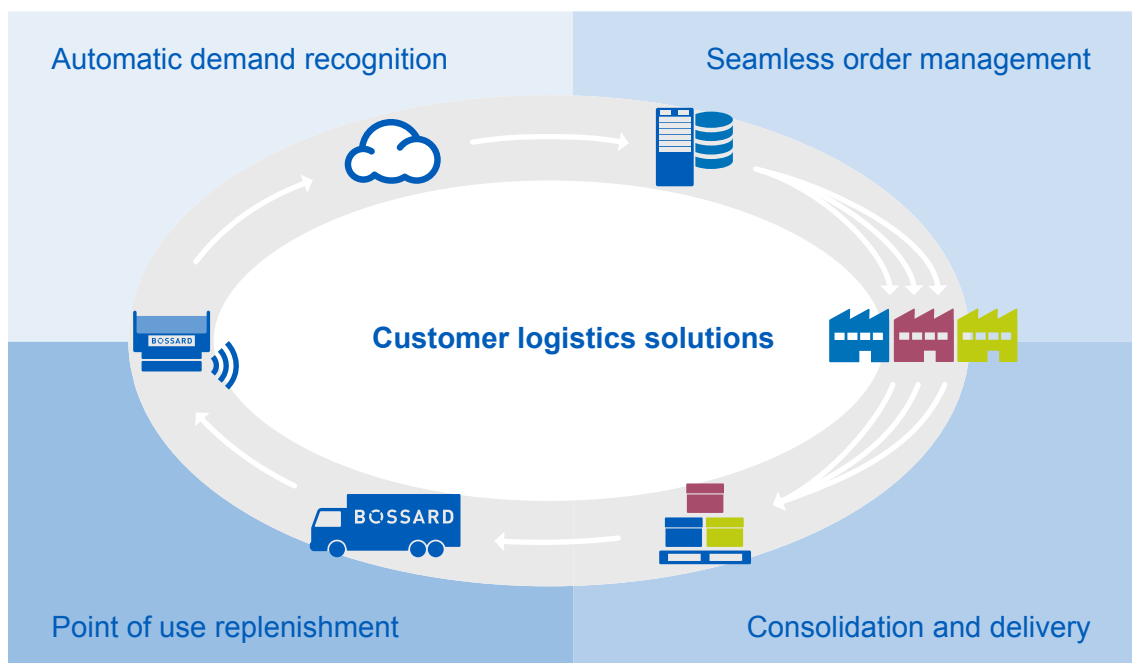 Automatic demand recognition
Seamless order management
BOSSARD
Customer logistics solutions
BOSSARD
Point of use replenishment
Consolidation and delivery